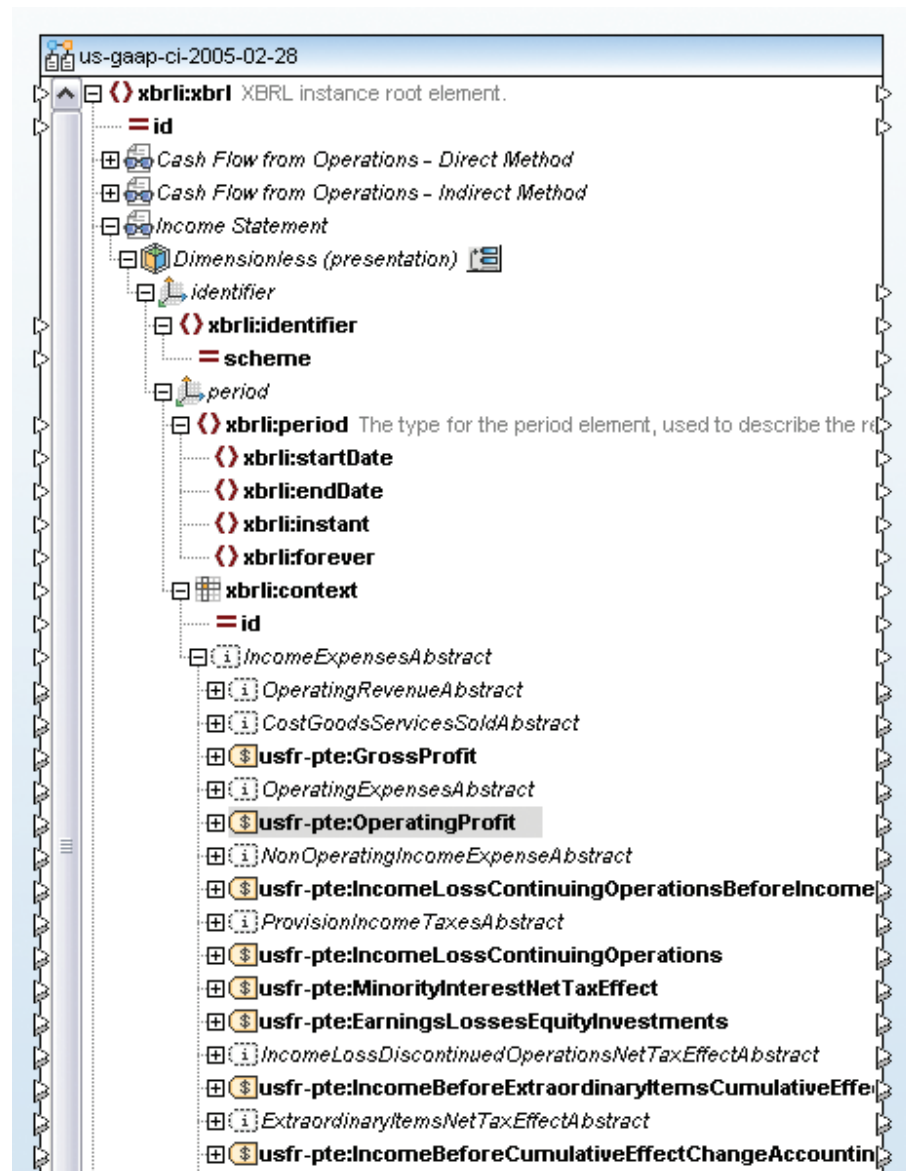 us-gaap-ci-2005-02-28
xbrli:xbrl XBRL instance root element.
= id
Cash Flow from Operations - Direct Method
Cash Flow from Operations - Indirect Method
Income Statement
Dimensionless (presentation)
identifier
xbrli:identifier
= scheme
period
xbrli:period The type for the period element, used to describe the re
xbrli:startDate
xbrli:endDate
xbrli:instant
xbrli:forever
xbrli:context
= id
IncomeExpensesAbstract
OperatingRevenueAbstract
CostGoodsServicesSoldAbstract
usfr-pte:GrossProfit
OperatingExpensesAbstract
usfr-pte:OperatingProfit
NonOperatingIncomeExpenseAbstract
usfr-pte:IncomeLossContinuingOperationsBeforeIncome
ProvisionIncomeTaxesAbstract
usfr-pte:IncomeLossContinuingOperations
usfr-pte:MinorityInterestNetTaxEffect
usfr-pte:EarningsLossesEquityInvestments
IncomeLossDiscontinuedOperationsNetTaxEffectAbstract
usfr-pte:IncomeBeforeExtraordinaryItemsCumulativeEffe
ExtraordinaryItemsNetTaxEffectAbstract
usfr-pte:IncomeBeforeCumulativeEffectChangeAccountin